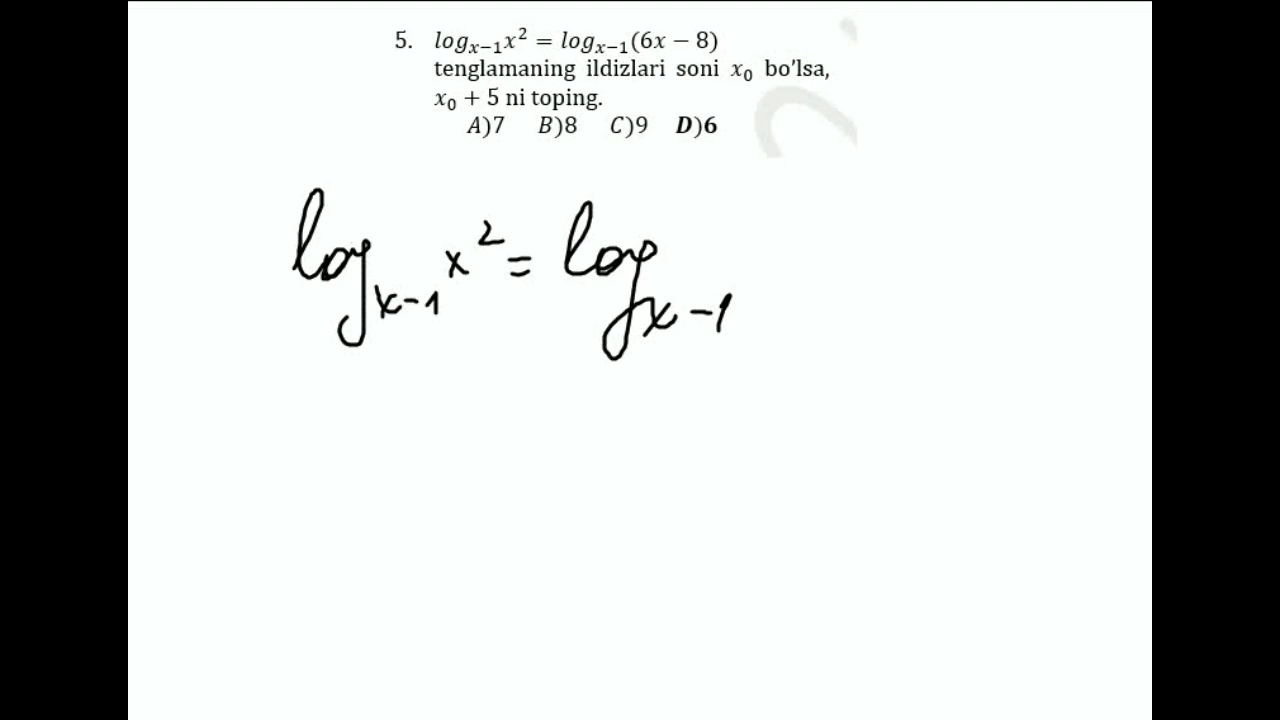 5. log_{x−1}x² = log_{x−1}(6x − 8)
tenglamaning ildizlari soni x₀ bo'lsa,
x₀ + 5 ni toping.
A)7 B)8 C)9 D)6
log_{x−1} x² = log_{x−1}